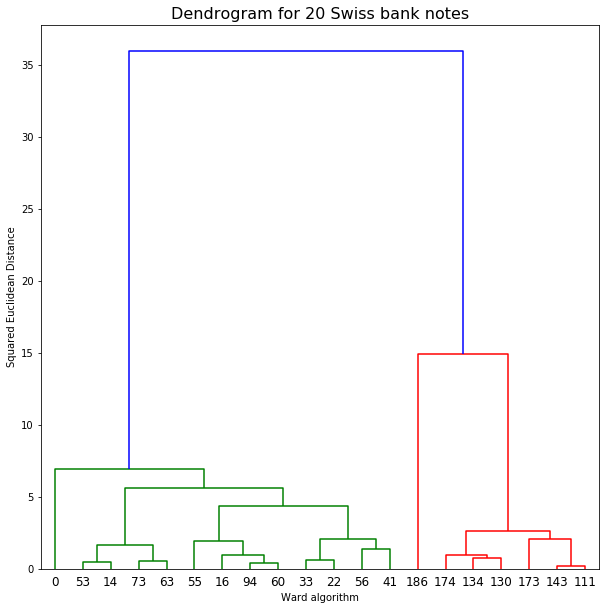 Dendrogram for 20 Swiss bank notes
35
30
25
20
15
10
5
0
Squared Euclidean Distance
0 53 14 73 63 55 16 94 60 33 22 56 41 186 174 134 130 173 143 111
Ward algorithm